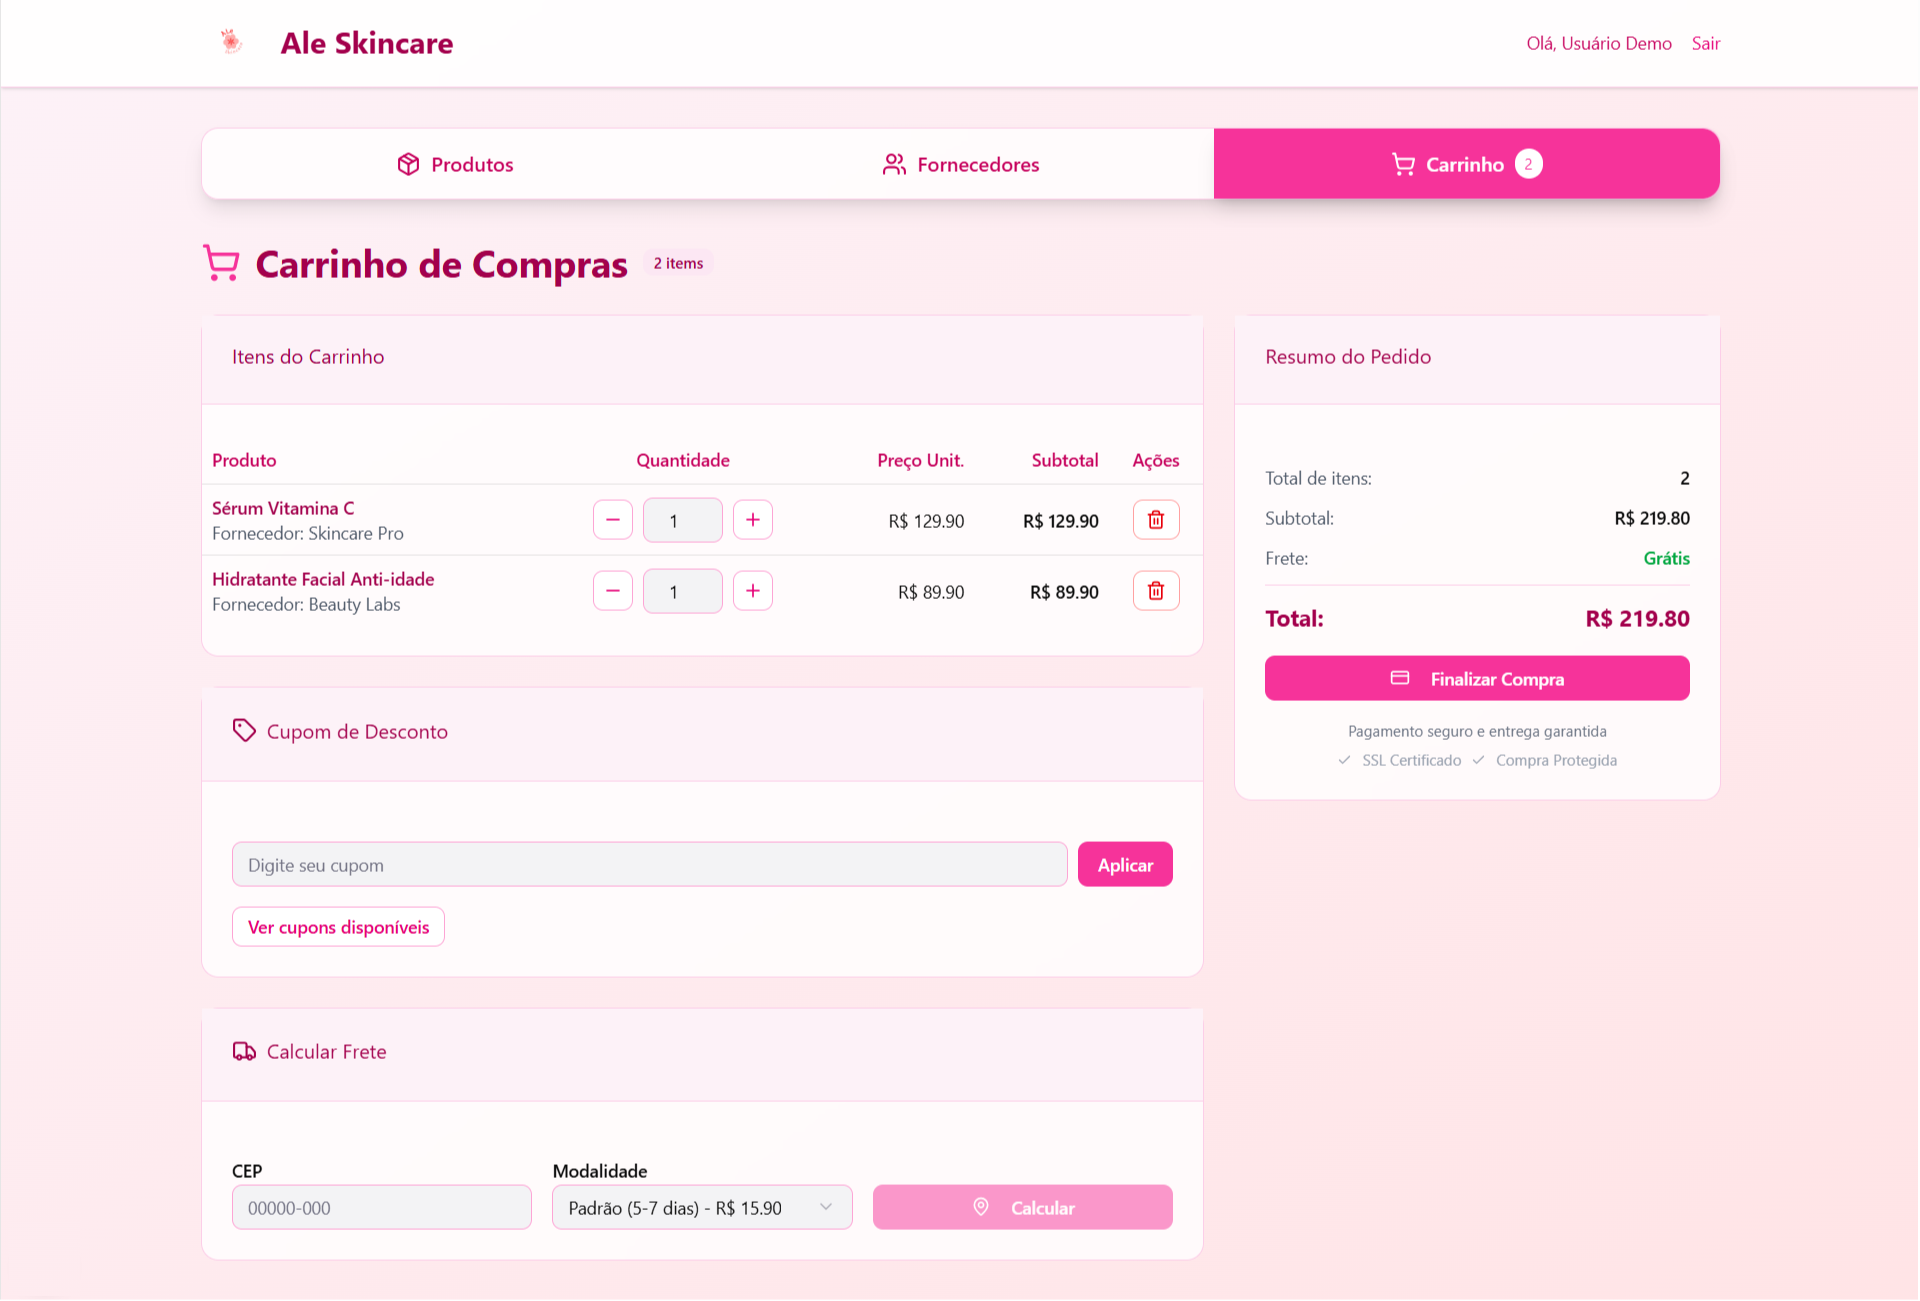 Ale Skincare
Olá, Usuário Demo Sair
Produtos
Fornecedores
Carrinho 2
Carrinho de Compras 2 items
Itens do Carrinho
Produto Quantidade Preço Unit. Subtotal Ações
Sérum Vitamina C
Fornecedor: Skincare Pro
1 R$ 129.90 R$ 129.90
Hidratante Facial Anti-idade
Fornecedor: Beauty Labs
1 R$ 89.90 R$ 89.90
Cupom de Desconto
Digite seu cupom Aplicar
Ver cupons disponíveis
Calcular Frete
CEP Modalidade
00000-000 Padrão (5-7 dias) - R$ 15.90 Calcular
Resumo do Pedido
Total de itens: 2
Subtotal: R$ 219.80
Frete: Grátis
Total: R$ 219.80
Finalizar Compra
Pagamento seguro e entrega garantida
SSL Certificado Compra Protegida